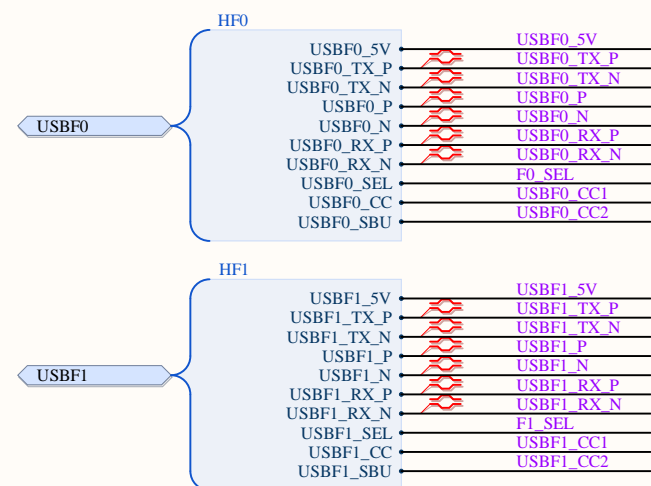 HF0
USBF0
USBF0_5V USBF0_5V
USBF0_TX_P USBF0_TX_P
USBF0_TX_N USBF0_TX_N
USBF0_P USBF0_P
USBF0_N USBF0_N
USBF0_RX_P USBF0_RX_P
USBF0_RX_N USBF0_RX_N
USBF0_SEL F0_SEL
USBF0_CC USBF0_CC1
USBF0_SBU USBF0_CC2
HF1
USBF1
USBF1_5V USBF1_5V
USBF1_TX_P USBF1_TX_P
USBF1_TX_N USBF1_TX_N
USBF1_P USBF1_P
USBF1_N USBF1_N
USBF1_RX_P USBF1_RX_P
USBF1_RX_N USBF1_RX_N
USBF1_SEL F1_SEL
USBF1_CC USBF1_CC1
USBF1_SBU USBF1_CC2